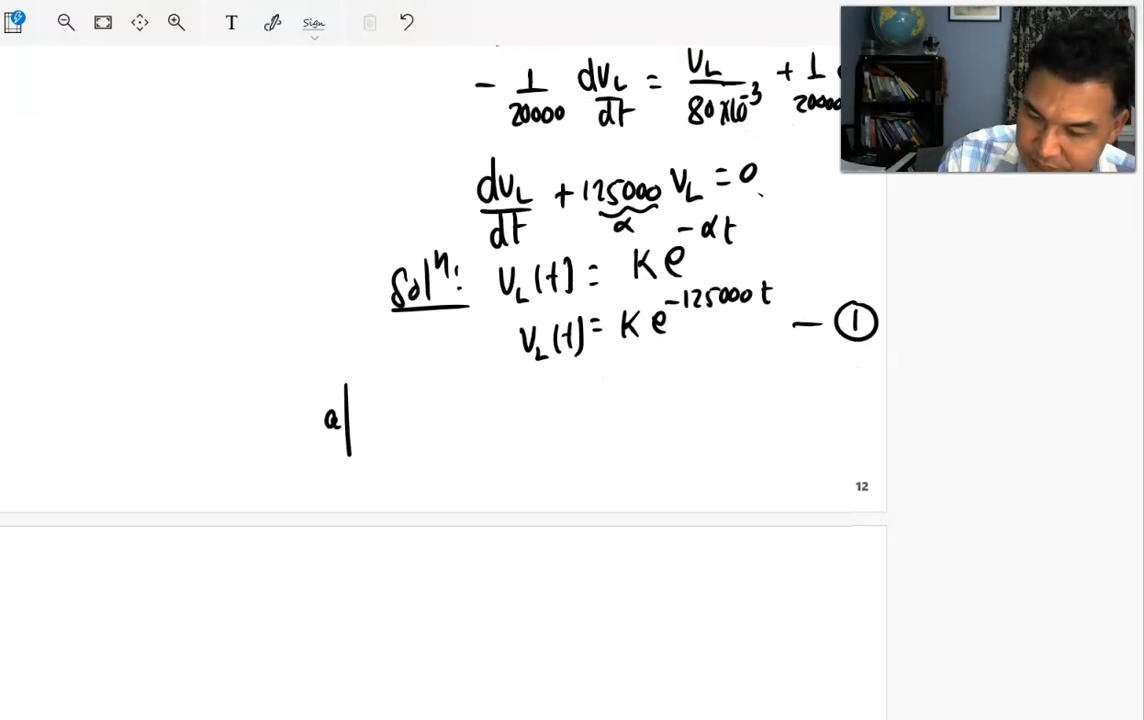 Sign
- 1/20000 dv_L/dt = v_L/80×10^-3 + 1/20000
dv_L/dt + 125000 v_L = 0
α
Sol^n: v_L(t) = K e^-αt
v_L(t) = K e^-125000t — ①
a|
12